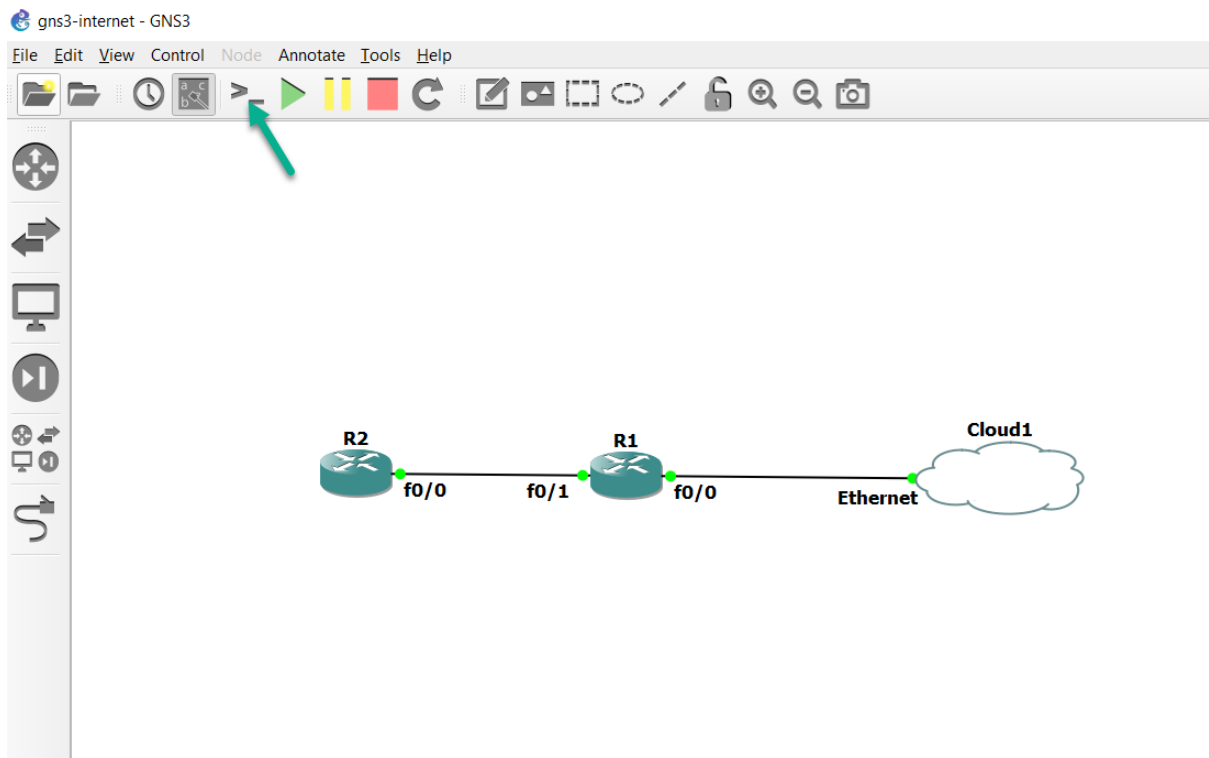 gns3-internet - GNS3
File Edit View Control Node Annotate Tools Help
a c
b
>_
R2
R1
Cloud1
f0/0
f0/1
f0/0
Ethernet